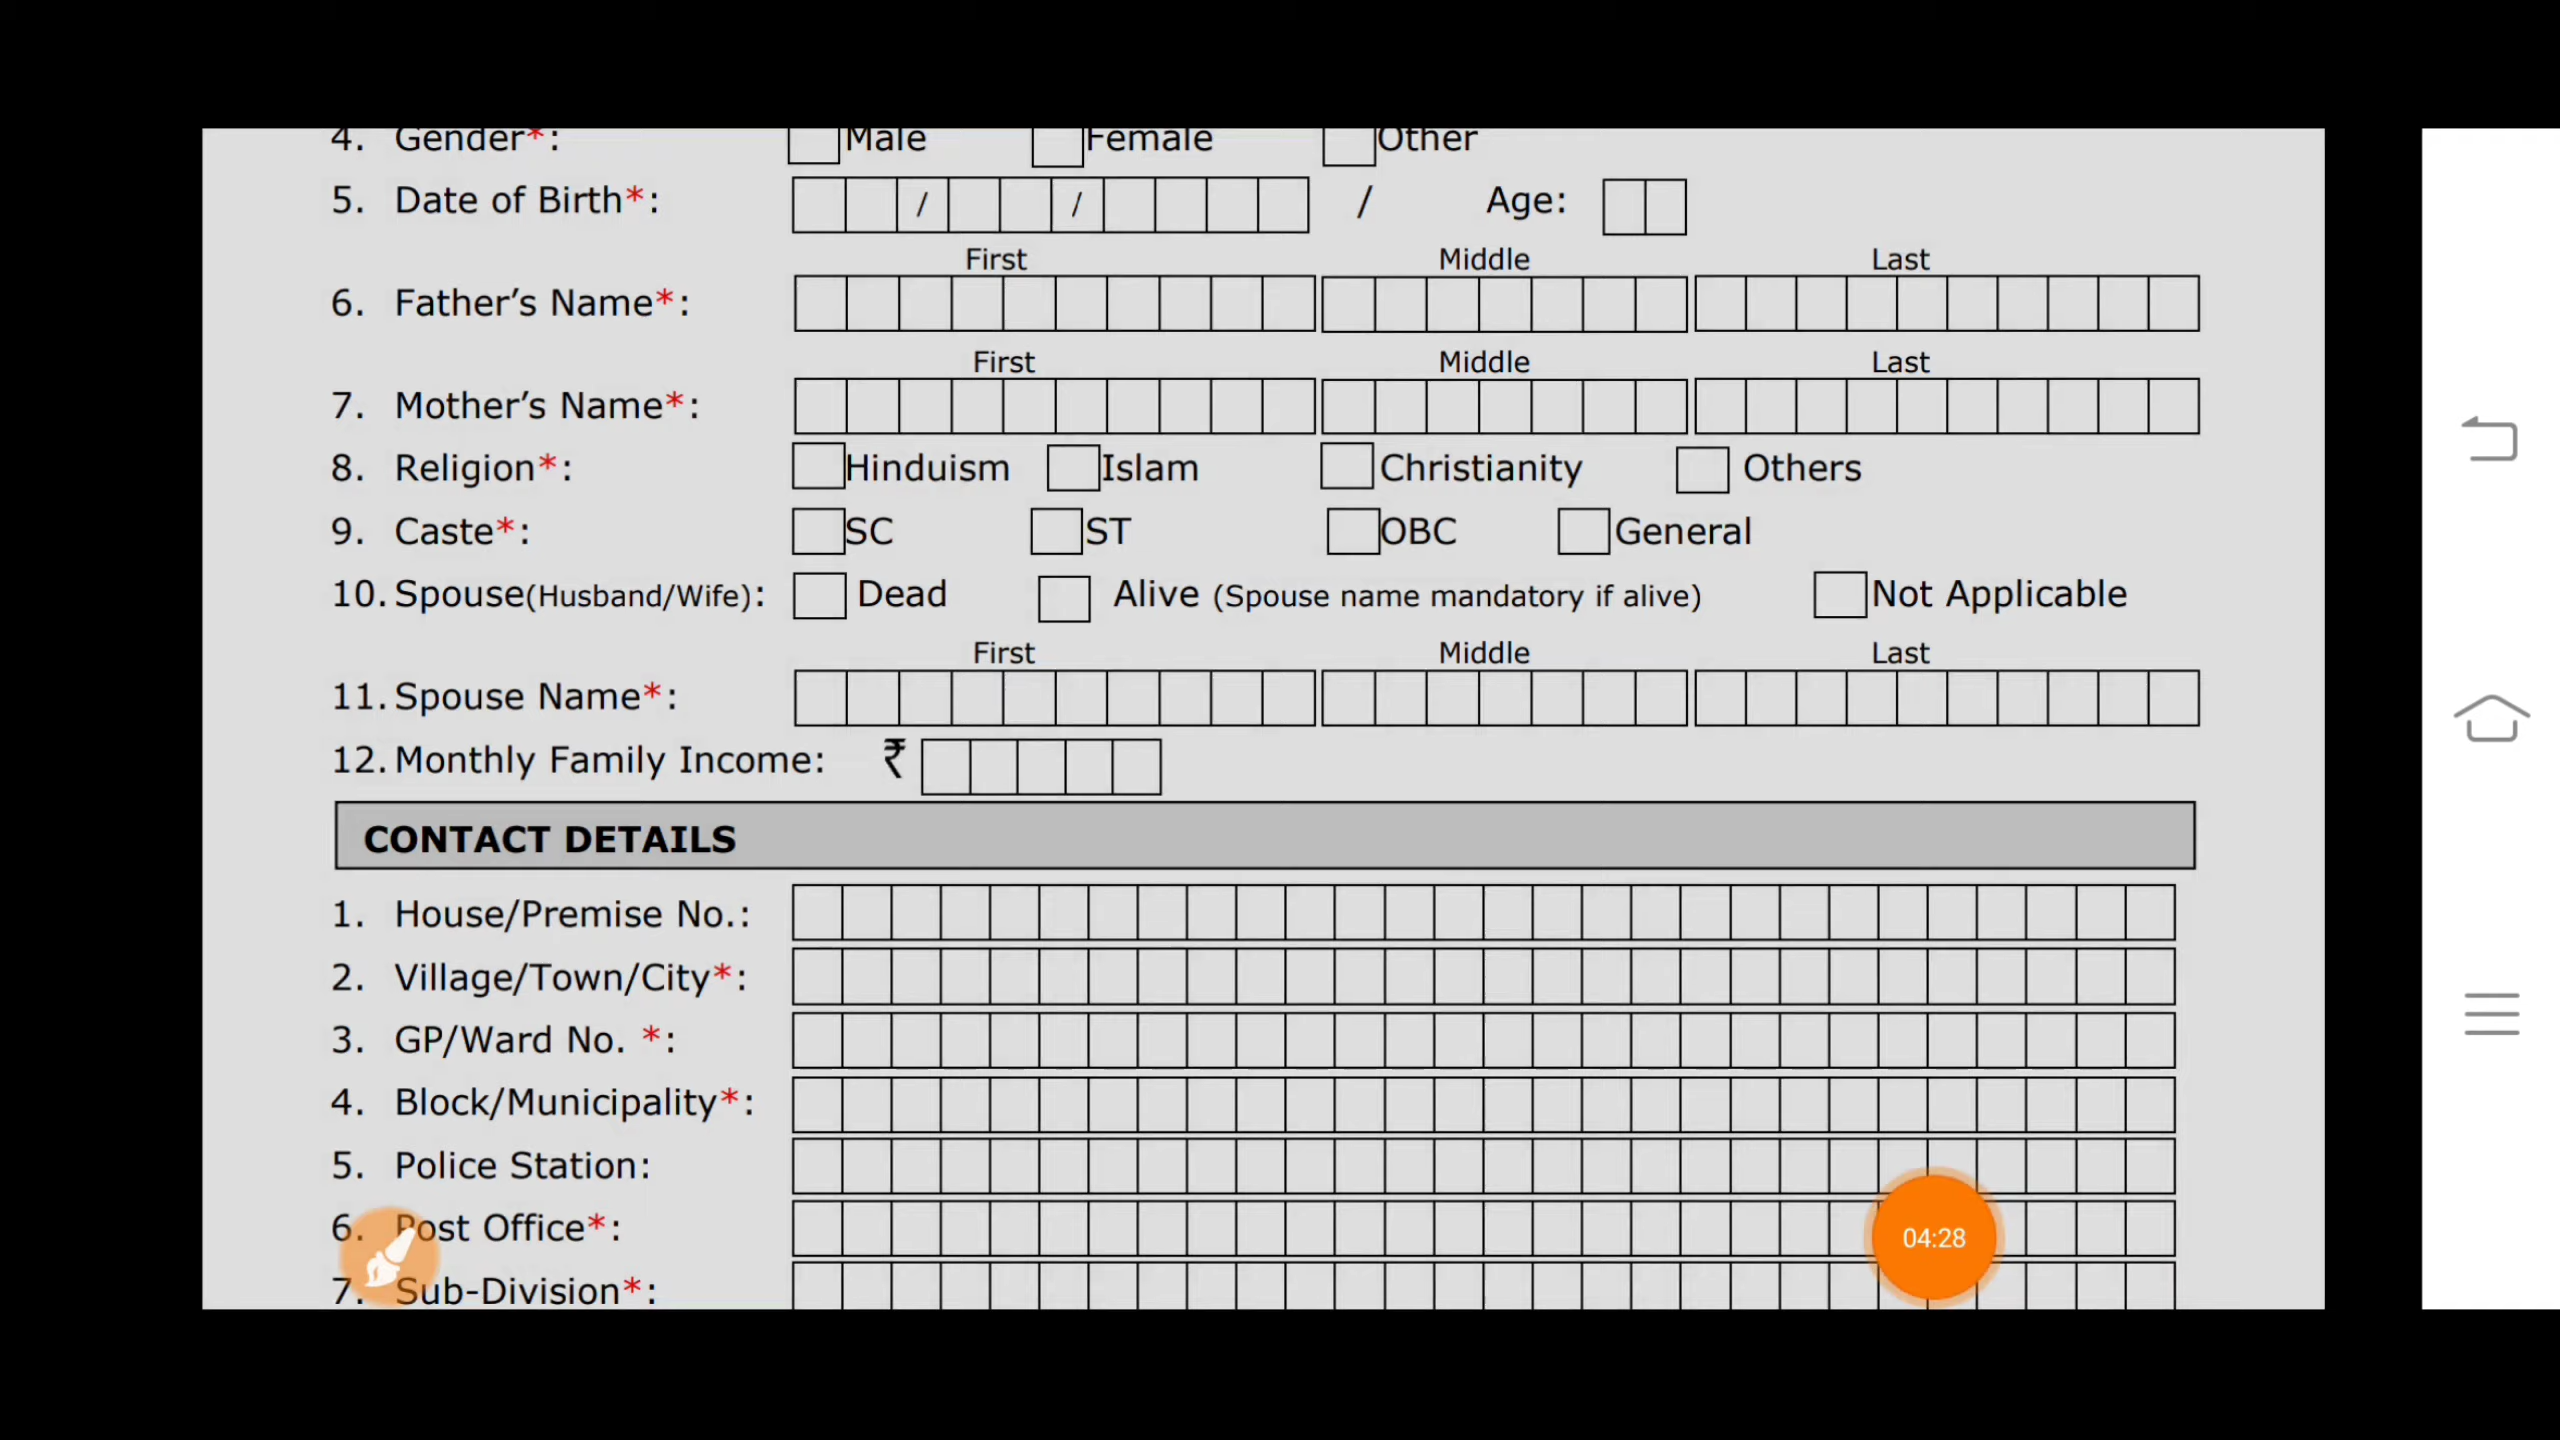 4. Gender*: Male Female Other
5. Date of Birth*: / / / Age:
First Middle Last
6. Father’s Name*:
First Middle Last
7. Mother’s Name*:
8. Religion*: Hinduism Islam Christianity Others
9. Caste*: SC ST OBC General
10. Spouse(Husband/Wife): Dead Alive (Spouse name mandatory if alive) Not Applicable
First Middle Last
11. Spouse Name*:
12. Monthly Family Income: ₹
CONTACT DETAILS
1. House/Premise No.:
2. Village/Town/City*:
3. GP/Ward No. *:
4. Block/Municipality*:
5. Police Station:
6. Post Office*:
04:28
7. Sub-Division*: